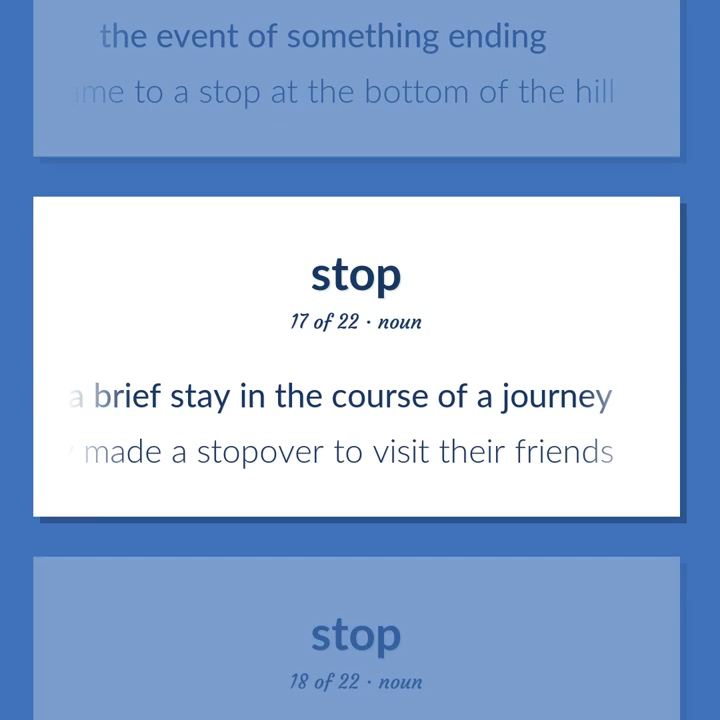 the event of something ending
to a stop at the bottom of the hill
stop
17 of 22 · noun
a brief stay in the course of a journey
made a stopover to visit their friends
stop
18 of 22 · noun